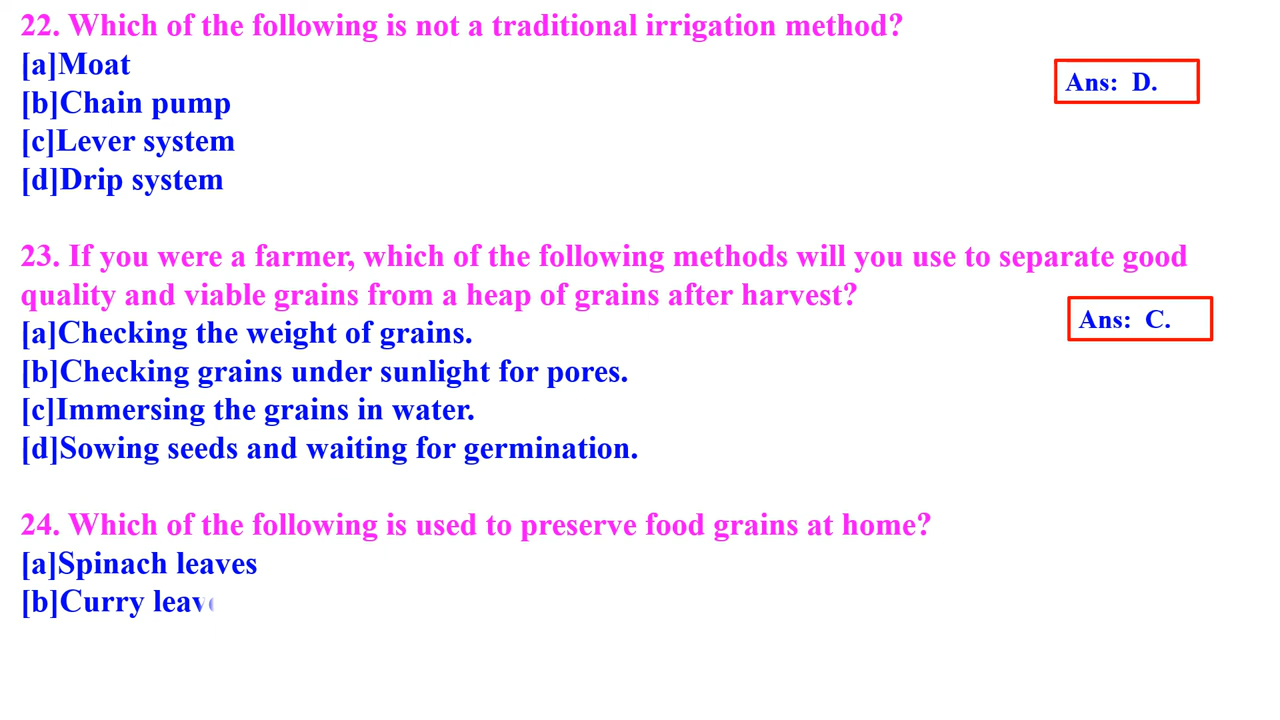 22. Which of the following is not a traditional irrigation method?
[a]Moat
[b]Chain pump
[c]Lever system
[d]Drip system
Ans: D.
23. If you were a farmer, which of the following methods will you use to separate good
quality and viable grains from a heap of grains after harvest?
[a]Checking the weight of grains.
[b]Checking grains under sunlight for pores.
[c]Immersing the grains in water.
[d]Sowing seeds and waiting for germination.
Ans: C.
24. Which of the following is used to preserve food grains at home?
[a]Spinach leaves
[b]Curry